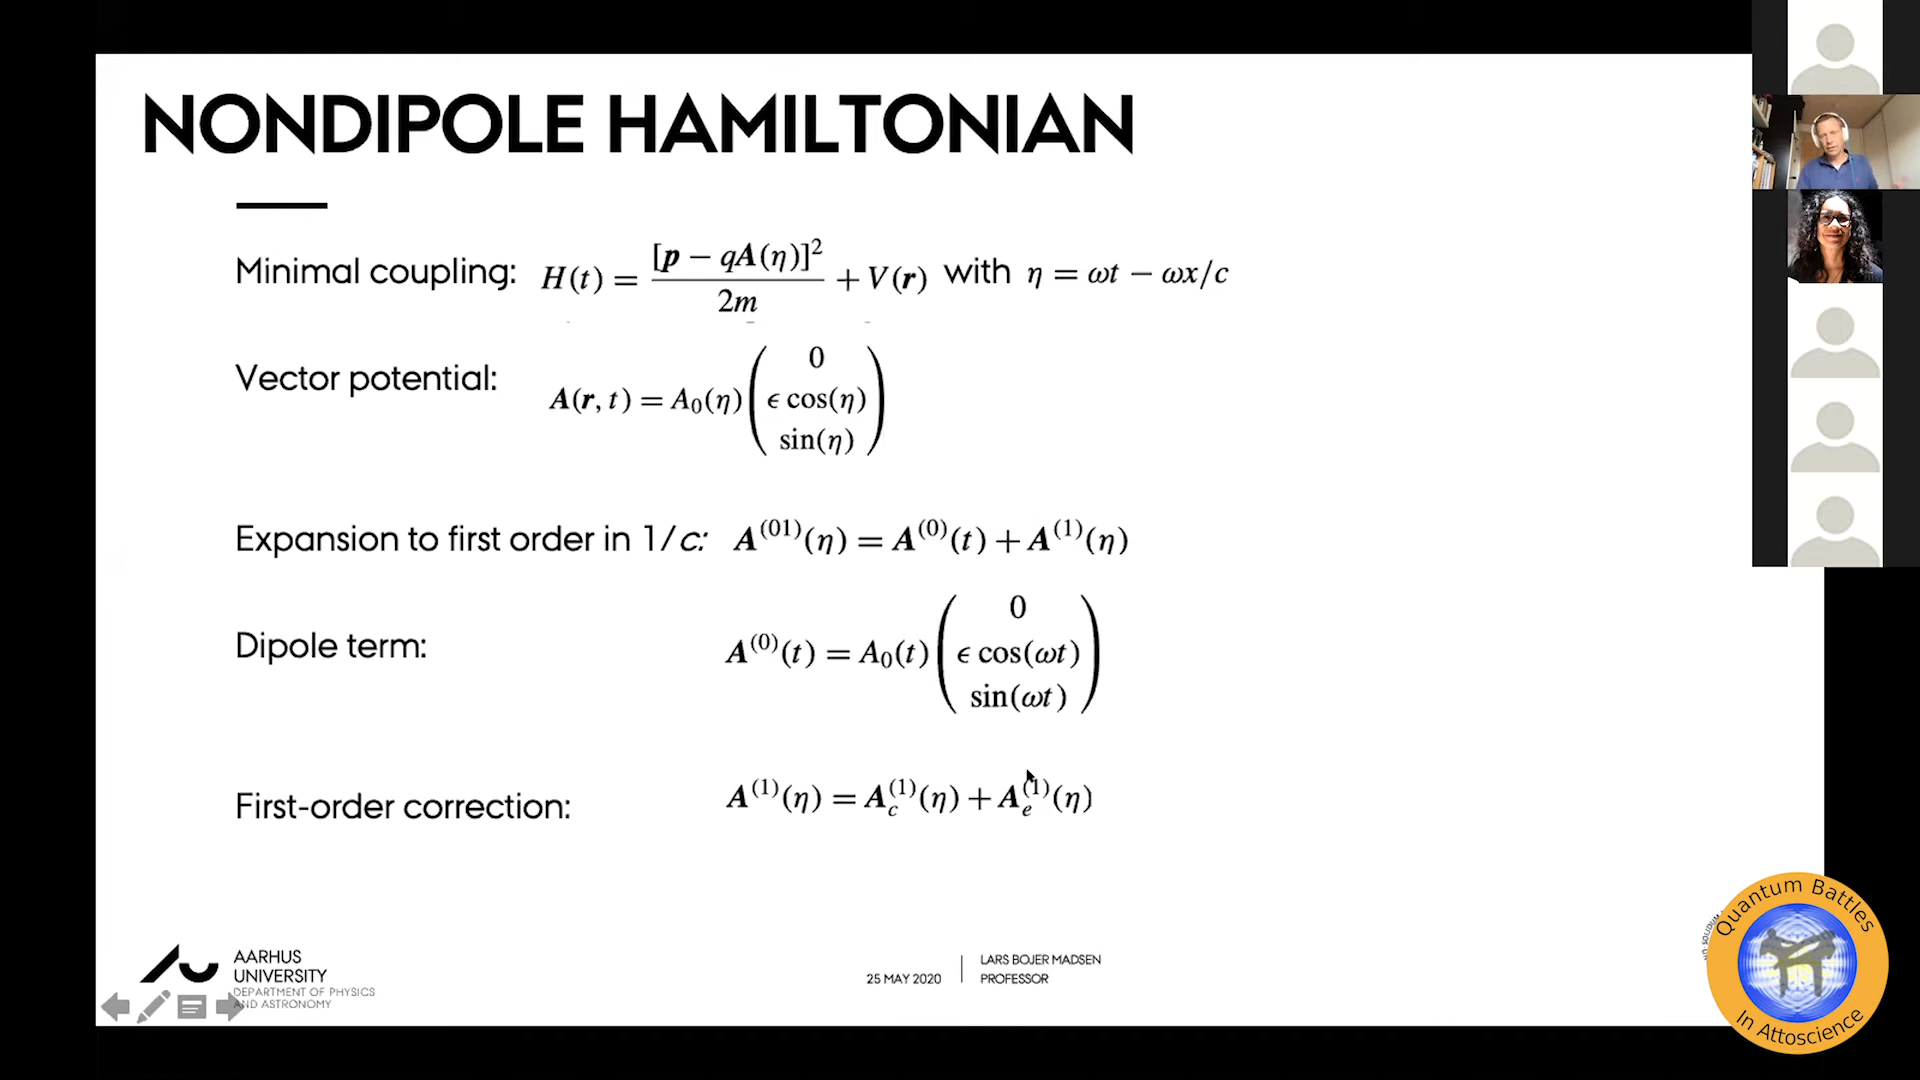 NONDIPOLE HAMILTONIAN
Minimal coupling: H(t) = [p − qA(η)]² / 2m + V(r) with η = ωt − ωx/c
Vector potential: A(r, t) = A₀(η) ( 0
ϵ cos(η)
sin(η) )
Expansion to first order in 1/c: A⁽⁰¹⁾(η) = A⁽⁰⁾(t) + A⁽¹⁾(η)
Dipole term: A⁽⁰⁾(t) = A₀(t) ( 0
ϵ cos(ωt)
sin(ωt) )
First-order correction: A⁽¹⁾(η) = A_c⁽¹⁾(η) + A_e⁽¹⁾(η)
AARHUS
UNIVERSITY
DEPARTMENT OF PHYSICS
AND ASTRONOMY
25 MAY 2020
LARS BOJER MADSEN
PROFESSOR
Quantum Battles
In Attoscience